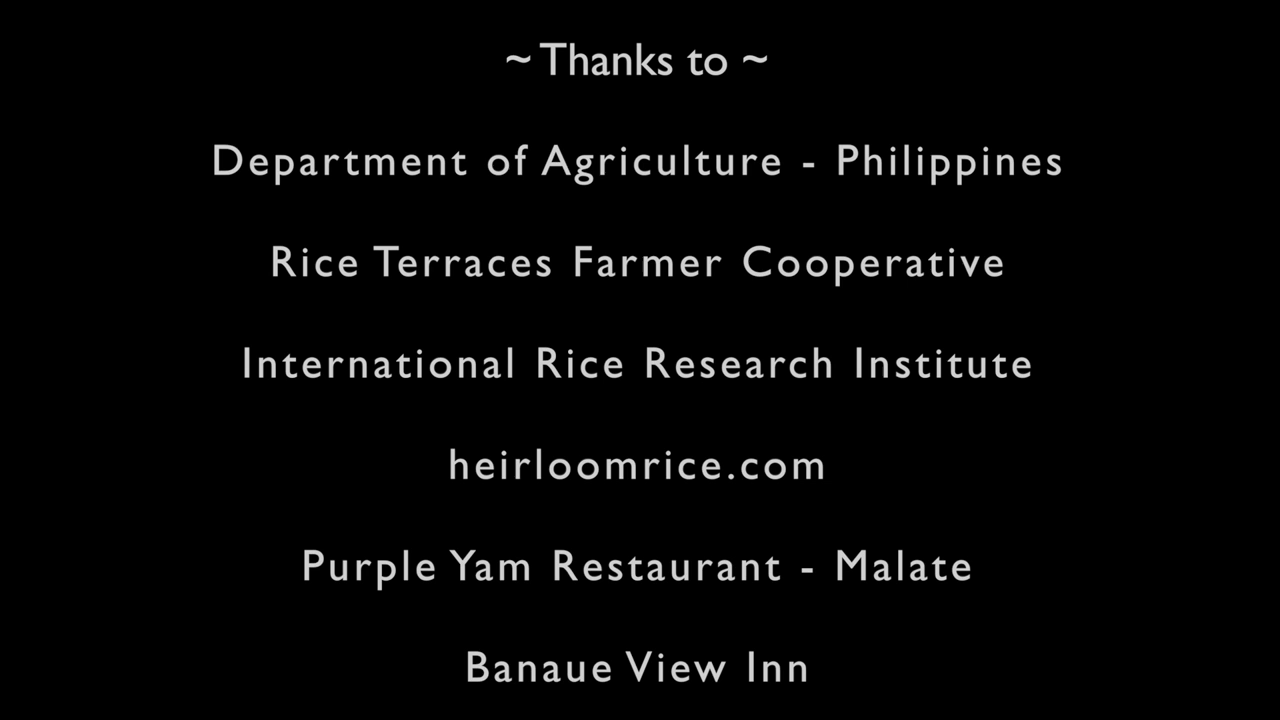 ~ Thanks to ~
Department of Agriculture - Philippines
Rice Terraces Farmer Cooperative
International Rice Research Institute
heirloomrice.com
Purple Yam Restaurant - Malate
Banaue View Inn